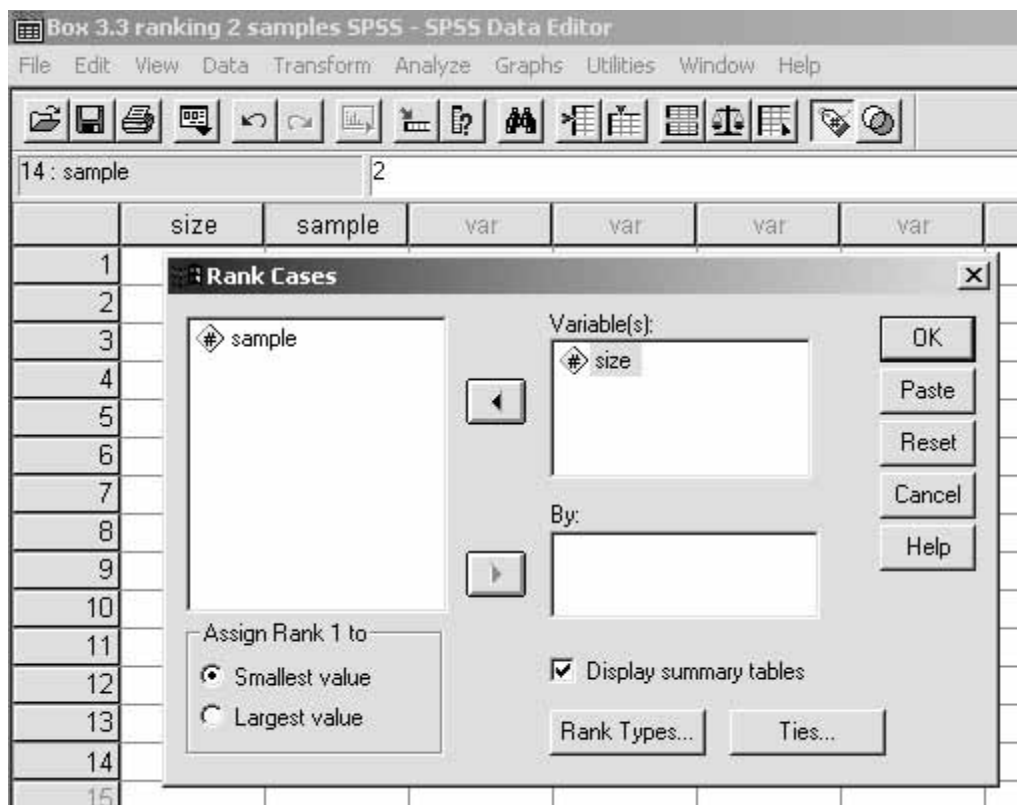 Box 3.3 ranking 2 samples SPSS - SPSS Data Editor
File Edit View Data Transform Analyze Graphs Utilities Window Help
14 : sample 2
size sample var var var var
1
Rank Cases
2
3
4
5
6
7
8
9
10
11
12
13
14
15
# sample
Variable(s):
# size
By:
OK
Paste
Reset
Cancel
Help
Assign Rank 1 to
Smallest value
Largest value
Display summary tables
Rank Types... Ties...